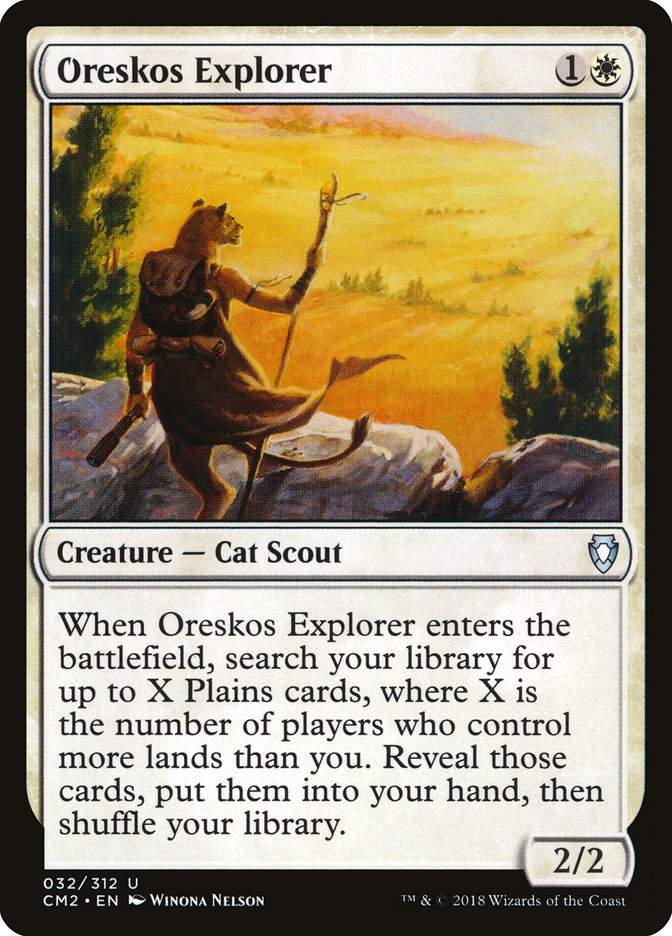 Oreskos Explorer 1
Creature — Cat Scout
When Oreskos Explorer enters the
battlefield, search your library for
up to X Plains cards, where X is
the number of players who control
more lands than you. Reveal those
cards, put them into your hand, then
shuffle your library.
2/2
032/312 U
CM2 • EN Winona Nelson
™ & © 2018 Wizards of the Coast